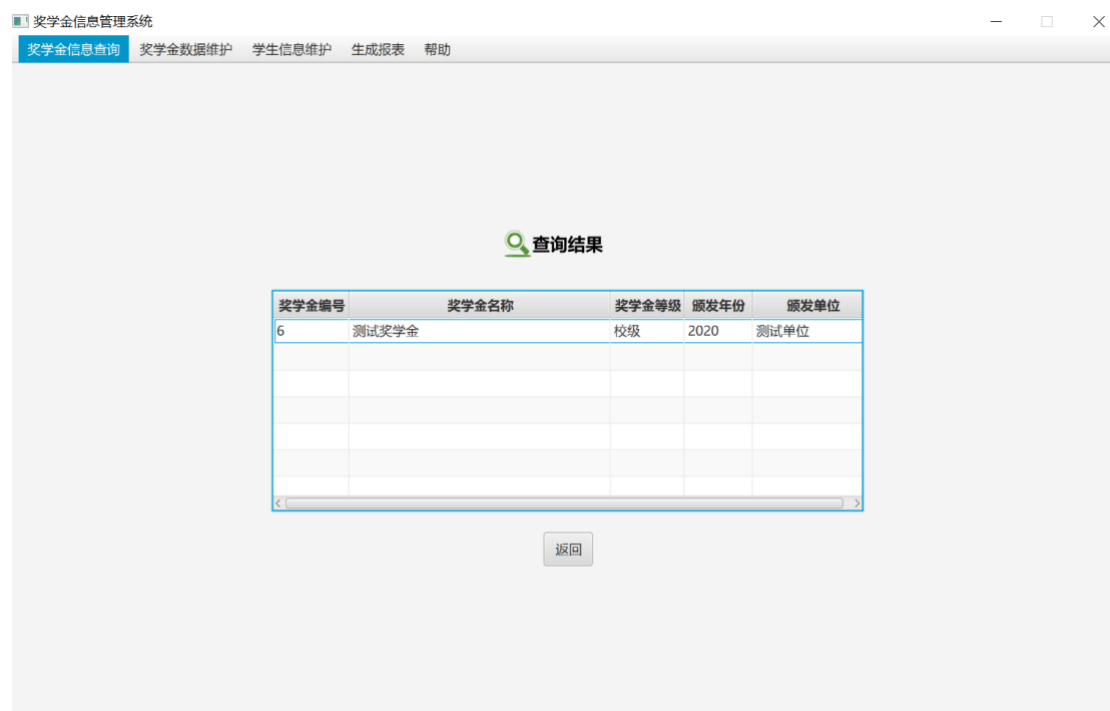 奖学金信息管理系统
奖学金信息查询 奖学金数据维护 学生信息维护 生成报表 帮助
查询结果
奖学金编号 奖学金名称 奖学金等级 颁发年份 颁发单位
6 测试奖学金 校级 2020 测试单位
返回